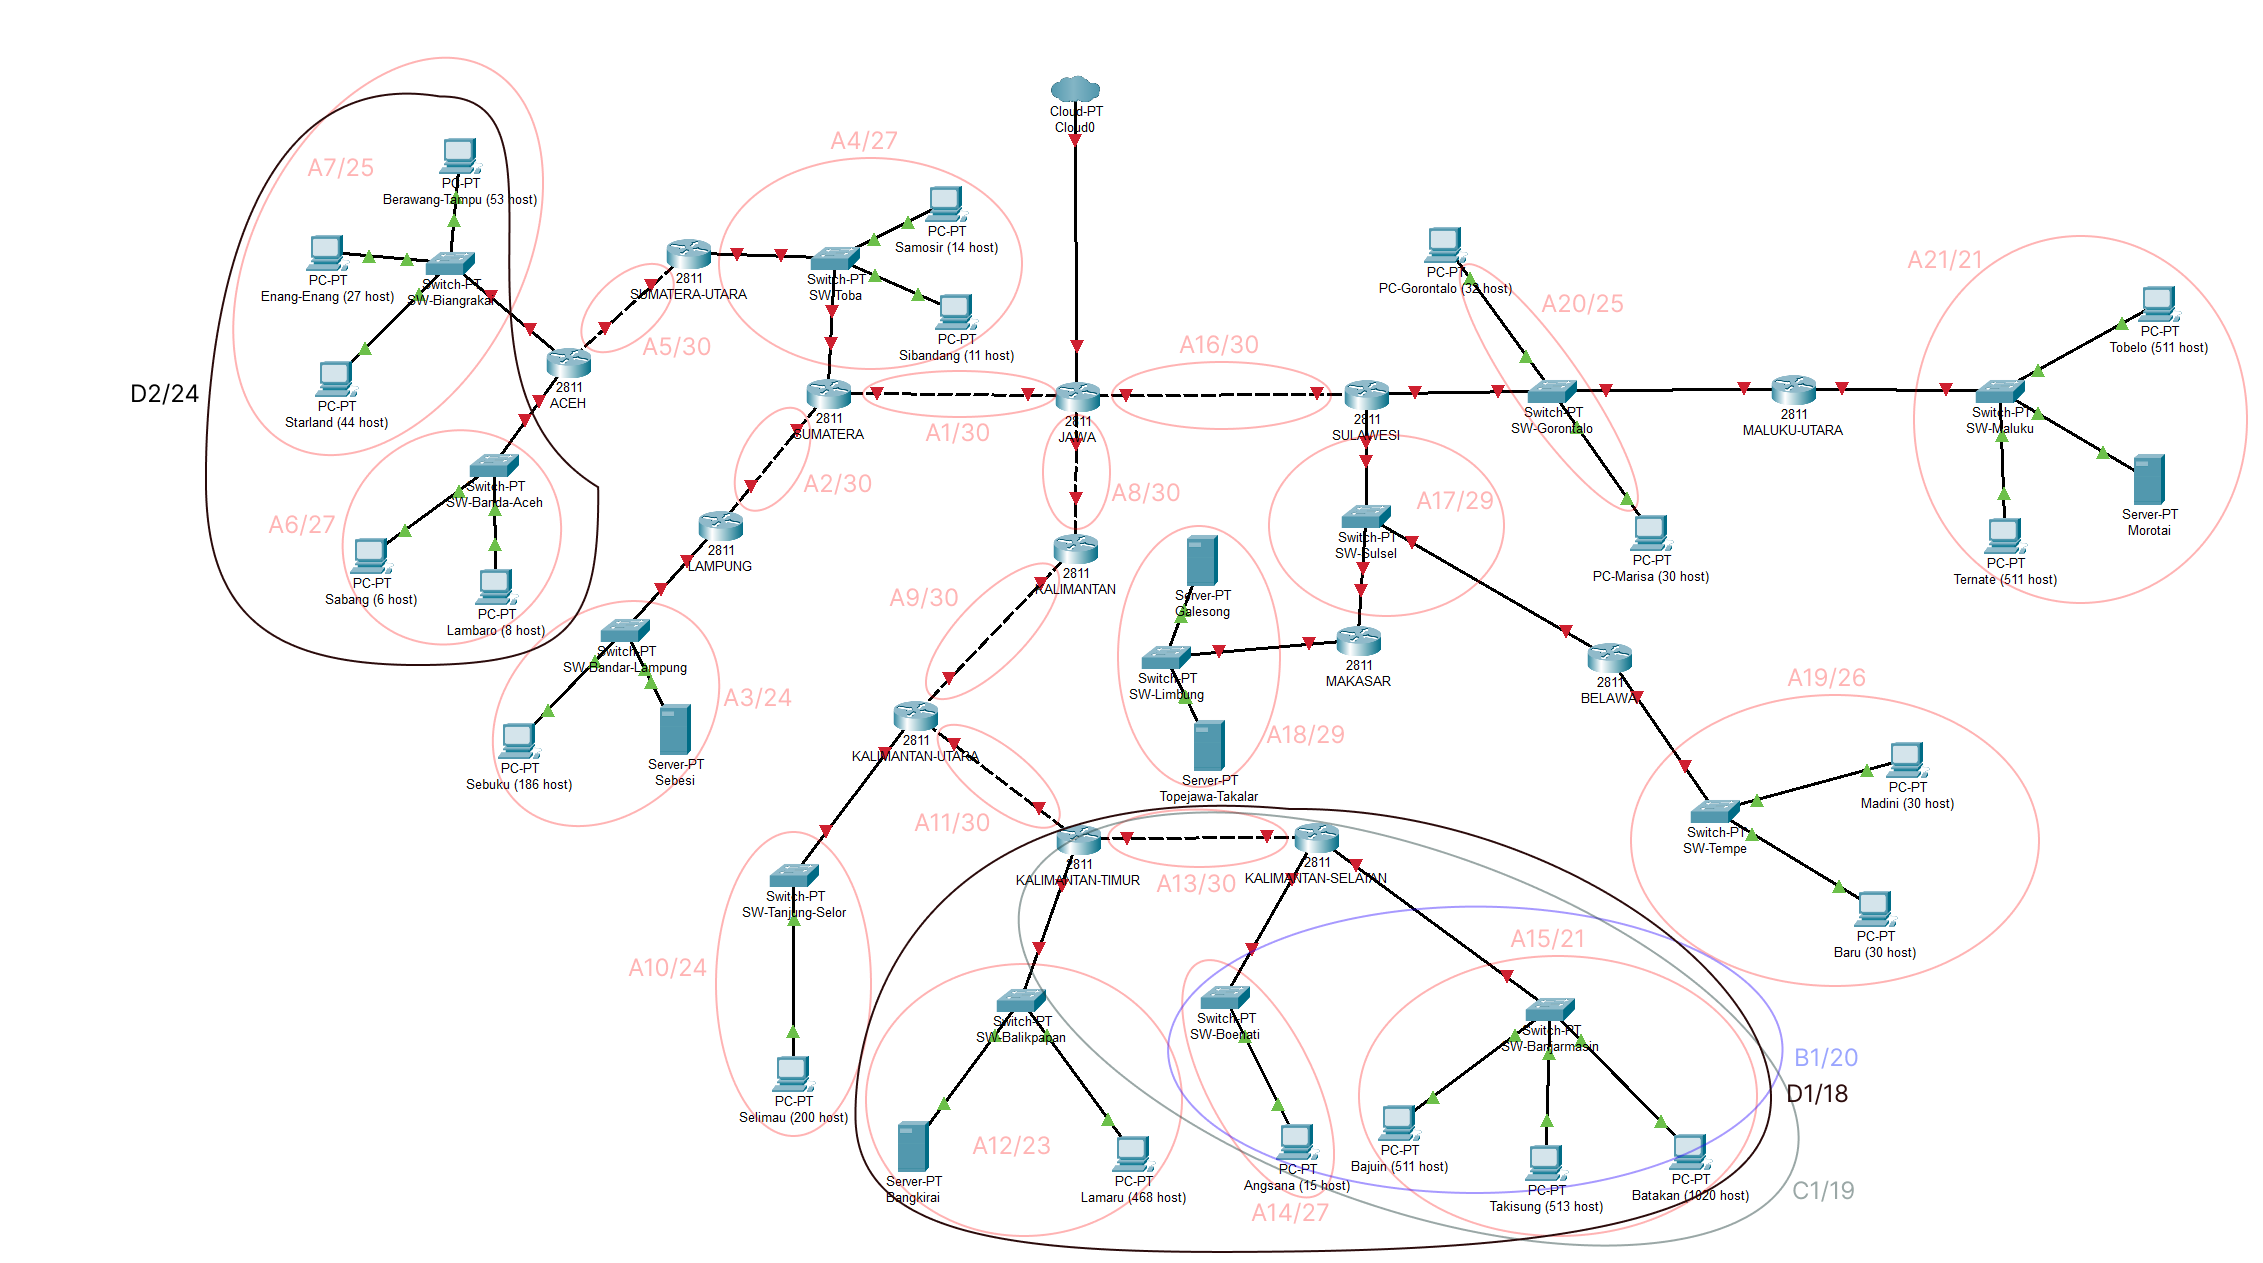 Cloud-PT
Cloud0
A7/25
PC-PT
Berawang-Tampu (53 host)
PC-PT
Enang-Enang (27 host)
Switch-PT
SW-Biangrakar
PC-PT
Starland (44 host)
D2/24
2811
ACEH
Switch-PT
SW-Banda-Aceh
A6/27
PC-PT
Sabang (6 host)
PC-PT
Lambaro (8 host)
A5/30
2811
SUMATERA-UTARA
A4/27
PC-PT
Samosir (14 host)
Switch-PT
SW-Toba
PC-PT
Sibandang (11 host)
2811
SUMATERA
A1/30
A2/30
2811
LAMPUNG
Switch-PT
SW-Bandar-Lampung
A3/24
PC-PT
Sebuku (186 host)
Server-PT
Sebesi
2811
JAWA
A16/30
A8/30
2811
KALIMANTAN
A9/30
2811
KALIMANTAN-UTARA
A11/30
Switch-PT
SW-Tanjung-Selor
A10/24
PC-PT
Selimau (200 host)
2811
KALIMANTAN-TIMUR
A13/30
2811
KALIMANTAN-SELATAN
Switch-PT
SW-Balikpapan
A12/23
Server-PT
Bangkirai
PC-PT
Lamaru (468 host)
Switch-PT
SW-Boenati
PC-PT
Angsana (15 host)
A14/27
A15/21
Switch-PT
SW-Banjarmasin
PC-PT
Bajuin (511 host)
PC-PT
Takisung (513 host)
PC-PT
Batakan (1020 host)
B1/20
D1/18
C1/19
2811
SULAWESI
A17/29
Switch-PT
SW-Sulsel
2811
MAKASAR
Server-PT
Galesong
Switch-PT
SW-Limbung
A18/29
Server-PT
Topejawa-Takalar
2811
BELAWA
A19/26
Switch-PT
SW-Tempe
PC-PT
Madini (30 host)
PC-PT
Baru (30 host)
PC-PT
PC-Gorontalo (32 host)
A20/25
Switch-PT
SW-Gorontalo
PC-PT
PC-Marisa (30 host)
2811
MALUKU-UTARA
A21/21
PC-PT
Tobelo (511 host)
Switch-PT
SW-Maluku
Server-PT
Morotai
PC-PT
Ternate (511 host)